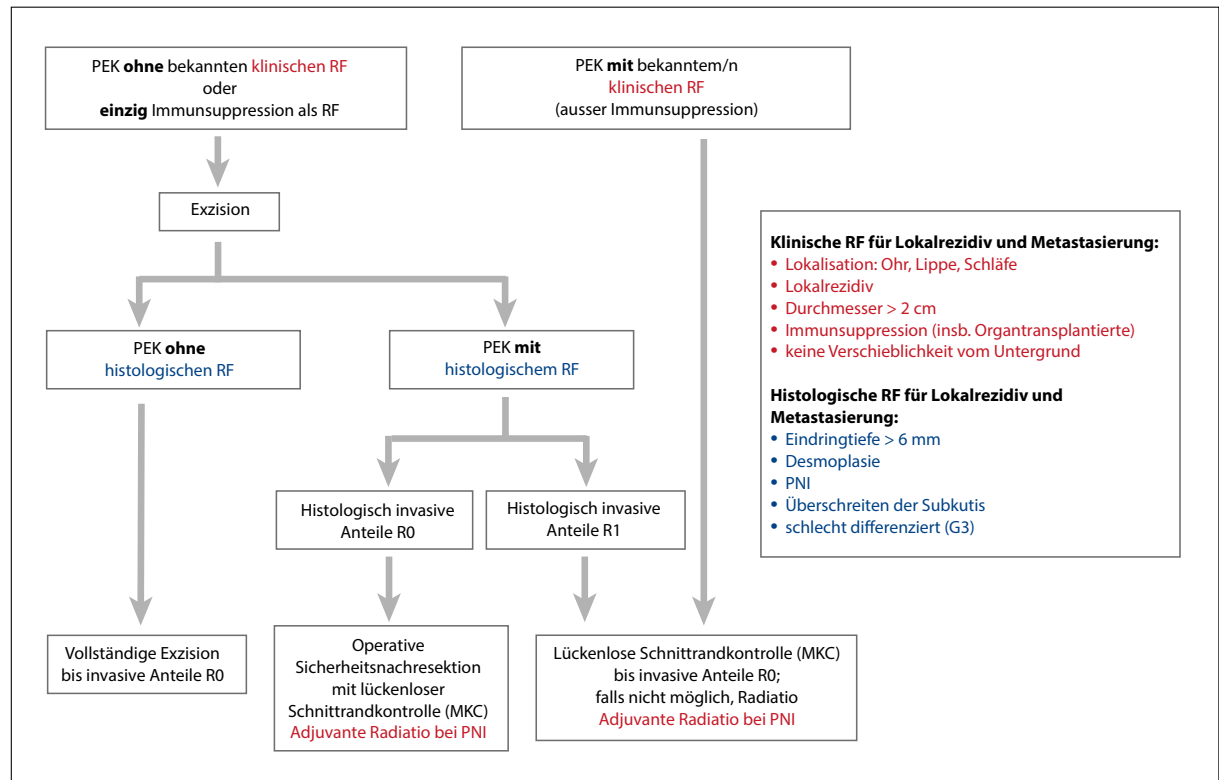 PEK ohne bekannten klinischen RF
oder
einzig Immunsuppression als RF
PEK mit bekanntem/n
klinischen RF
(ausser Immunsuppression)
Exzision
PEK ohne
histologischen RF
PEK mit
histologischem RF
Histologisch invasive
Anteile R0
Histologisch invasive
Anteile R1
Vollständige Exzision
bis invasive Anteile R0
Operative
Sicherheitsnachresektion
mit lückenloser
Schnittrandkontrolle (MKC)
Adjuvante Radiatio bei PNI
Lückenlose Schnittrandkontrolle (MKC)
bis invasive Anteile R0;
falls nicht möglich, Radiatio
Adjuvante Radiatio bei PNI
Klinische RF für Lokalrezidiv und Metastasierung:
• Lokalisation: Ohr, Lippe, Schläfe
• Lokalrezidiv
• Durchmesser > 2 cm
• Immunsuppression (insb. Organtransplantierte)
• keine Verschieblichkeit vom Untergrund
Histologische RF für Lokalrezidiv und
Metastasierung:
• Eindringtiefe > 6 mm
• Desmoplasie
• PNI
• Überschreiten der Subkutis
• schlecht differenziert (G3)